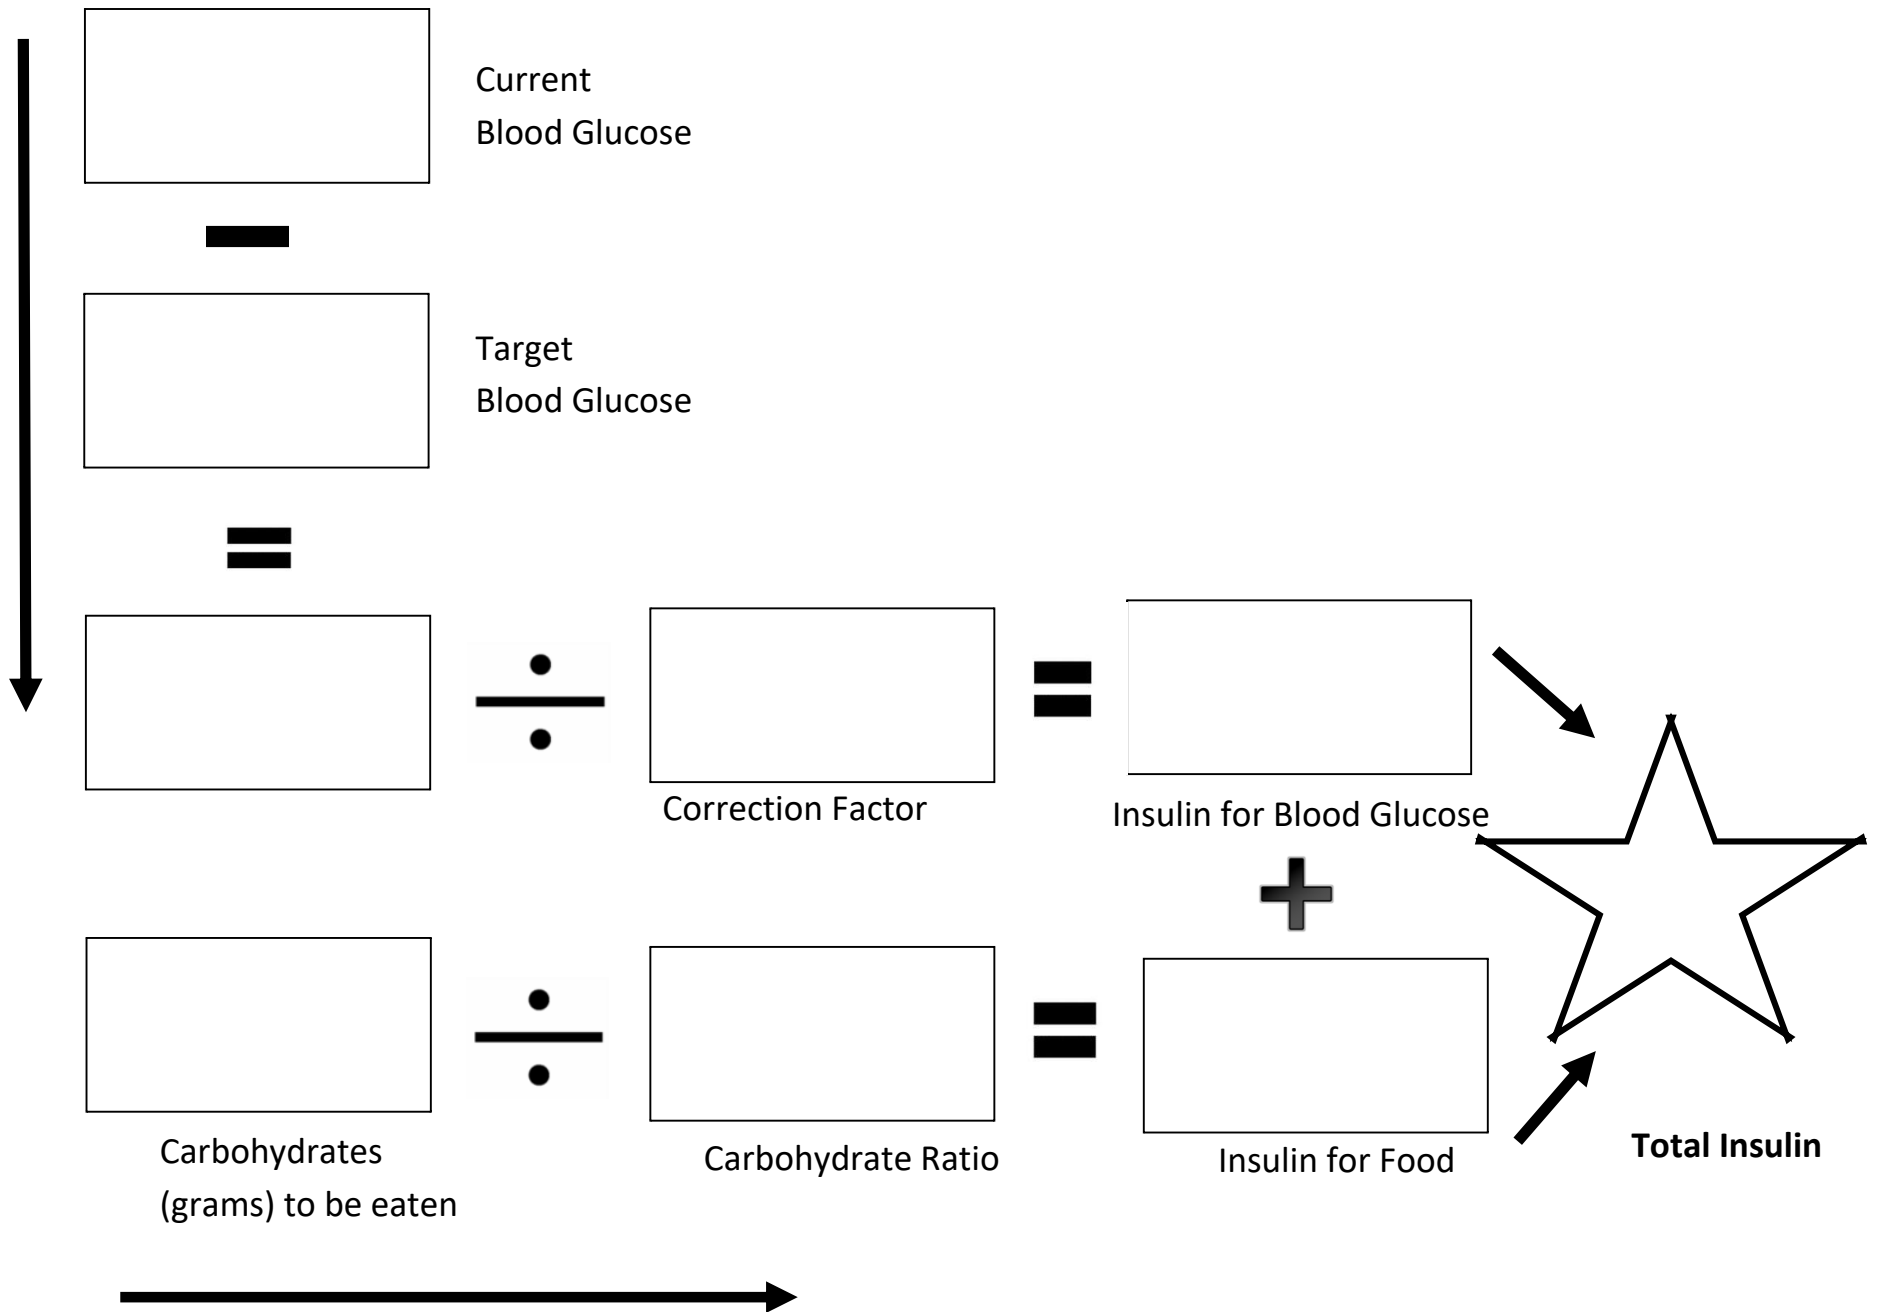 Current
Blood Glucose
Target
Blood Glucose
Correction Factor
Insulin for Blood Glucose
Carbohydrates
(grams) to be eaten
Carbohydrate Ratio
Insulin for Food
Total Insulin